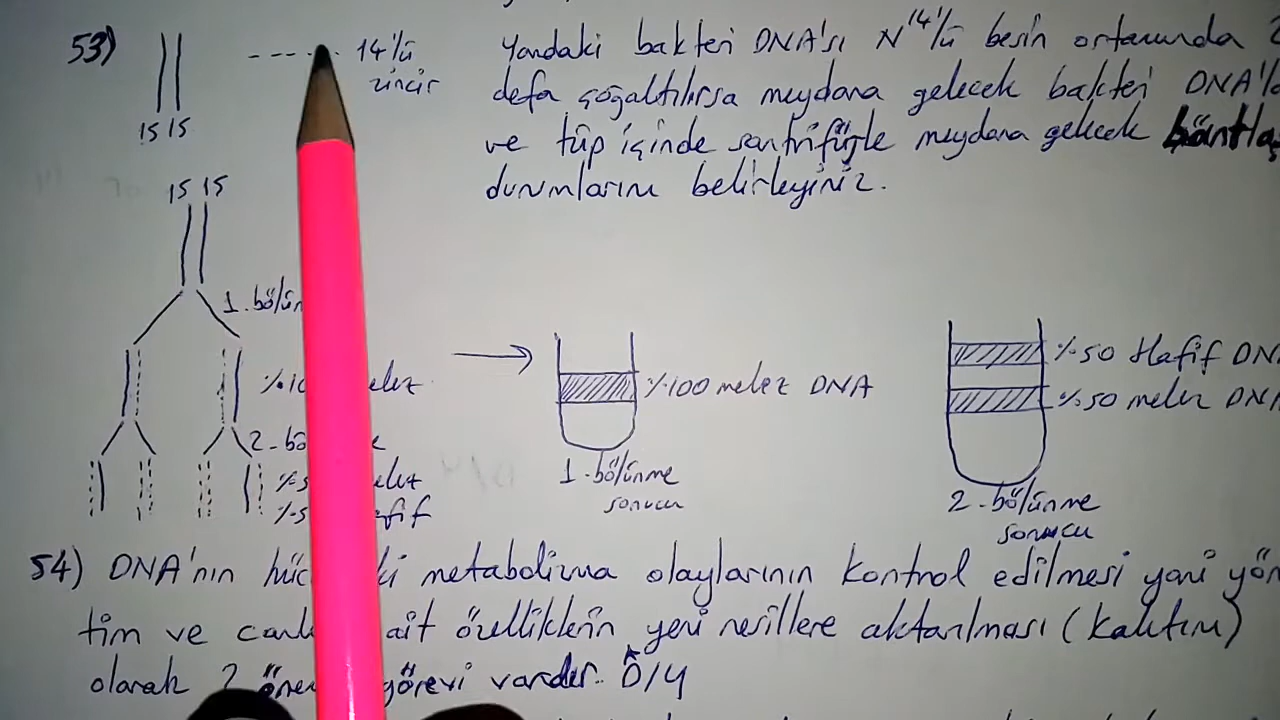 53)
14'lü
zincir
15 15
Yandaki bakteri DNA'sı N14'lü besin ortamında 2
defa çoğaltılırsa meydana gelecek bakteri DNA'la
ve tüp içinde santrifüjle meydana gelecek bantlaş
durumlarını belirleyiniz.
15 15
1. bölün
%100 melez DNA
1. bölünme
sonucu
%50 Hafif DN
%50 melez DNA
2. bölünme
sonucu
54) DNA'nın metabolizma olaylarının kontrol edilmesi yani yön
tim ve ait özelliklerin yeni nesillere aktarılması (Kalıtım)
olarak 2 görevi vardır. D/Y